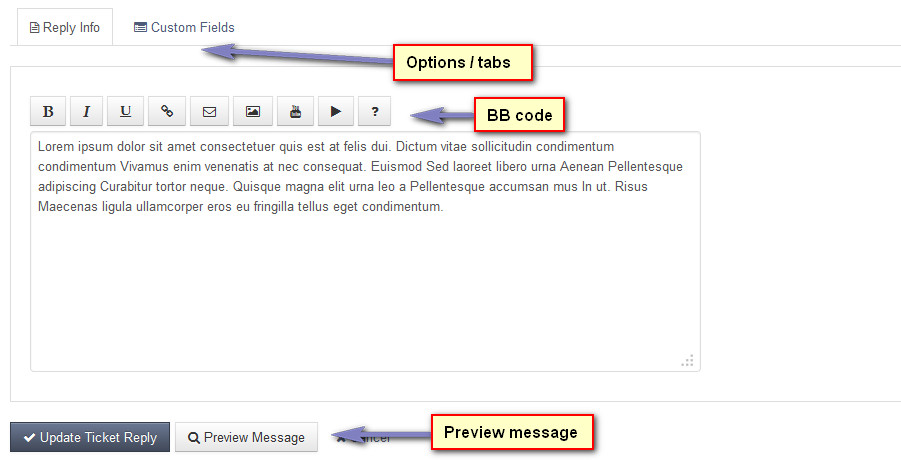 Reply Info Custom Fields
Options / tabs
B I U ?
BB code
Lorem ipsum dolor sit amet consectetuer quis est at felis dui. Dictum vitae sollicitudin condimentum
condimentum Vivamus enim venenatis at nec consequat. Euismod Sed laoreet libero urna Aenean Pellentesque
adipiscing Curabitur tortor neque. Quisque magna elit urna leo a Pellentesque accumsan mus In ut. Risus
Maecenas ligula ullamcorper eros eu fringilla tellus eget condimentum.
Update Ticket Reply Preview Message
Preview message